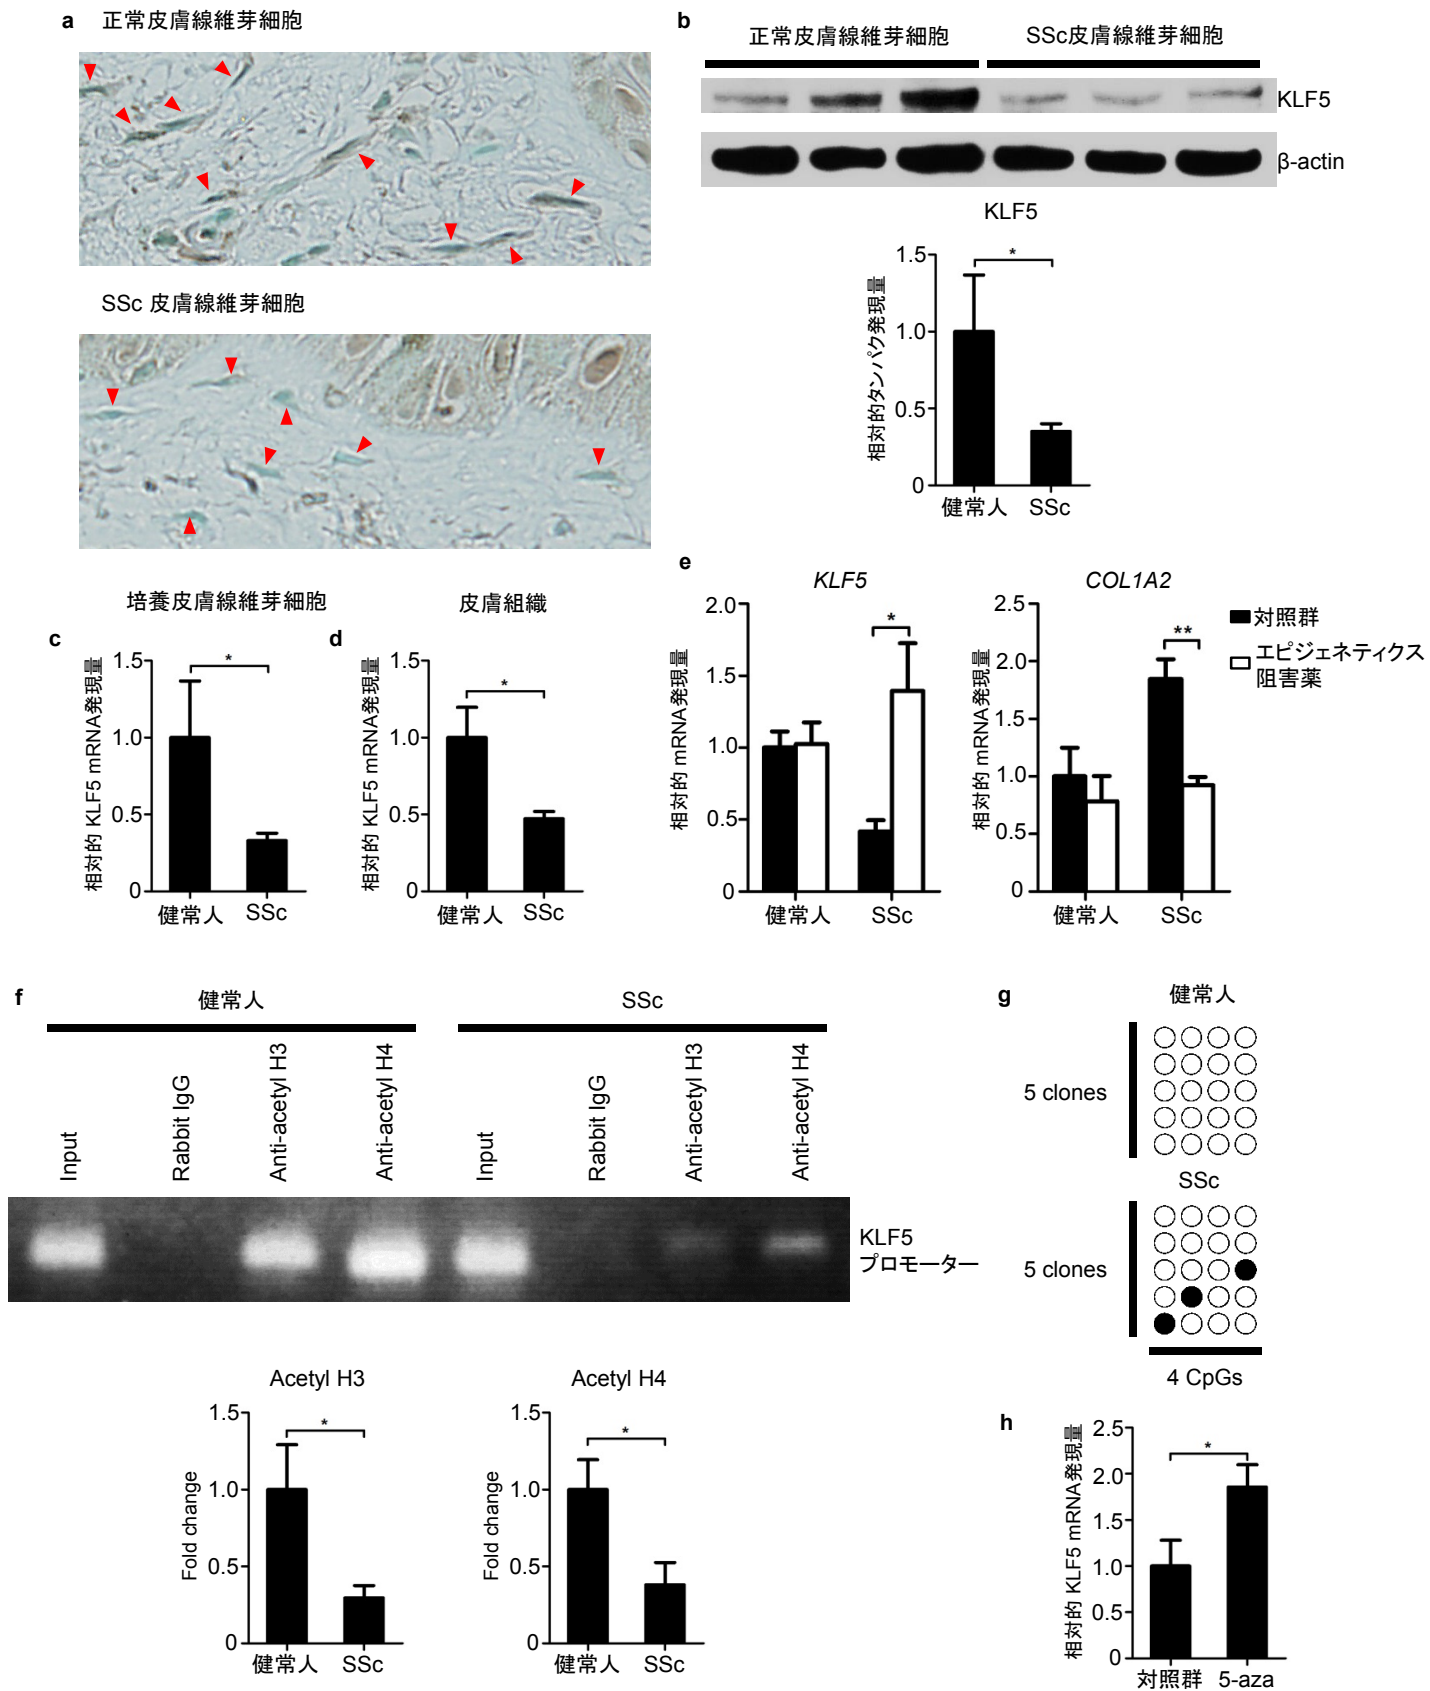 a 正常皮膚線維芽細胞
SSc 皮膚線維芽細胞
b
正常皮膚線維芽細胞 SSc皮膚線維芽細胞
KLF5
β-actin
KLF5
相対的タンパク発現量
1.5
1.0
0.5
0
*
健常人 SSc
培養皮膚線維芽細胞
c
相対的 KLF5 mRNA発現量
1.5
1.0
0.5
0
*
健常人 SSc
皮膚組織
d
相対的 KLF5 mRNA発現量
1.5
1.0
0.5
0
*
健常人 SSc
e
KLF5
相対的 mRNA発現量
2.0
1.5
1.0
0.5
0
*
健常人 SSc
COL1A2
相対的 mRNA発現量
2.5
2.0
1.5
1.0
0.5
0
**
健常人 SSc
対照群
エピジェネティクス
阻害薬
f
健常人 SSc
Input
Rabbit IgG
Anti-acetyl H3
Anti-acetyl H4
Input
Rabbit IgG
Anti-acetyl H3
Anti-acetyl H4
KLF5
プロモーター
Acetyl H3
Fold change
1.5
1.0
0.5
0
*
健常人 SSc
Acetyl H4
Fold change
1.5
1.0
0.5
0
*
健常人 SSc
g
健常人
5 clones
SSc
5 clones
4 CpGs
h
相対的 KLF5 mRNA発現量
2.5
2.0
1.5
1.0
0.5
0
*
対照群 5-aza